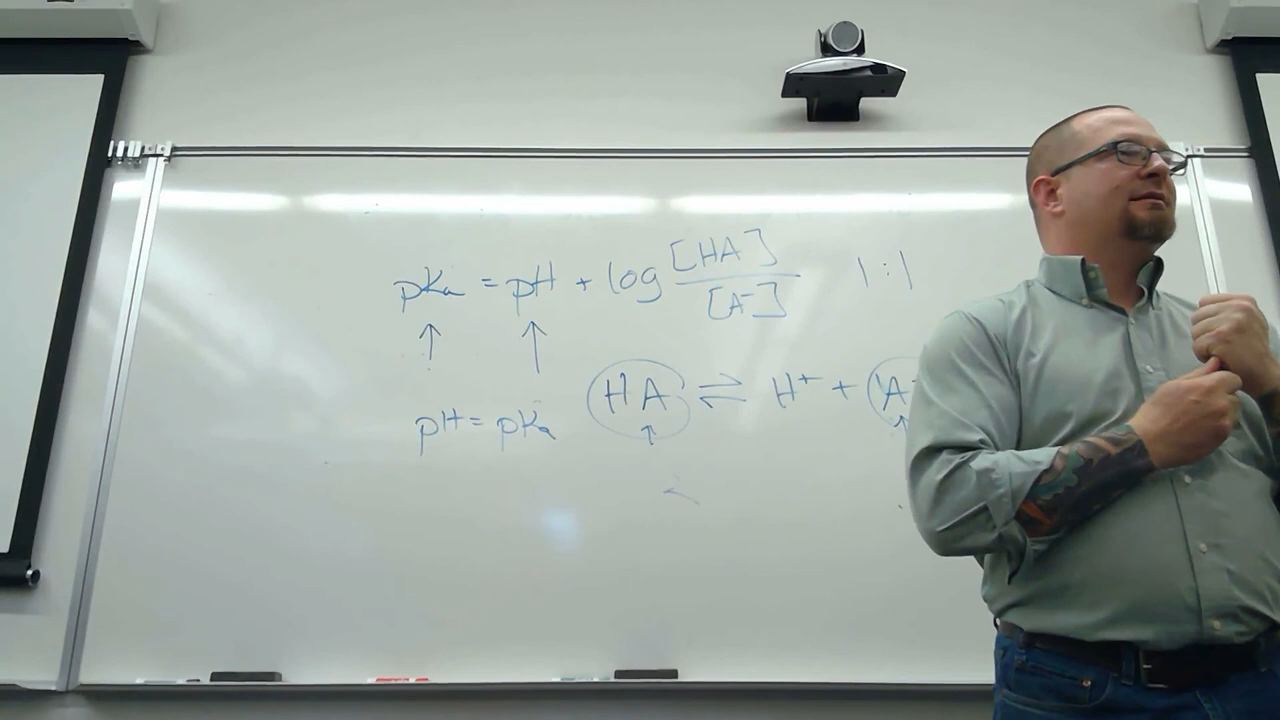 pKa = pH + log [HA] / [A⁻] 1:1
↑ ↑
HA ⇌ H⁺ + A⁻
pH = pKa ↑ ↑